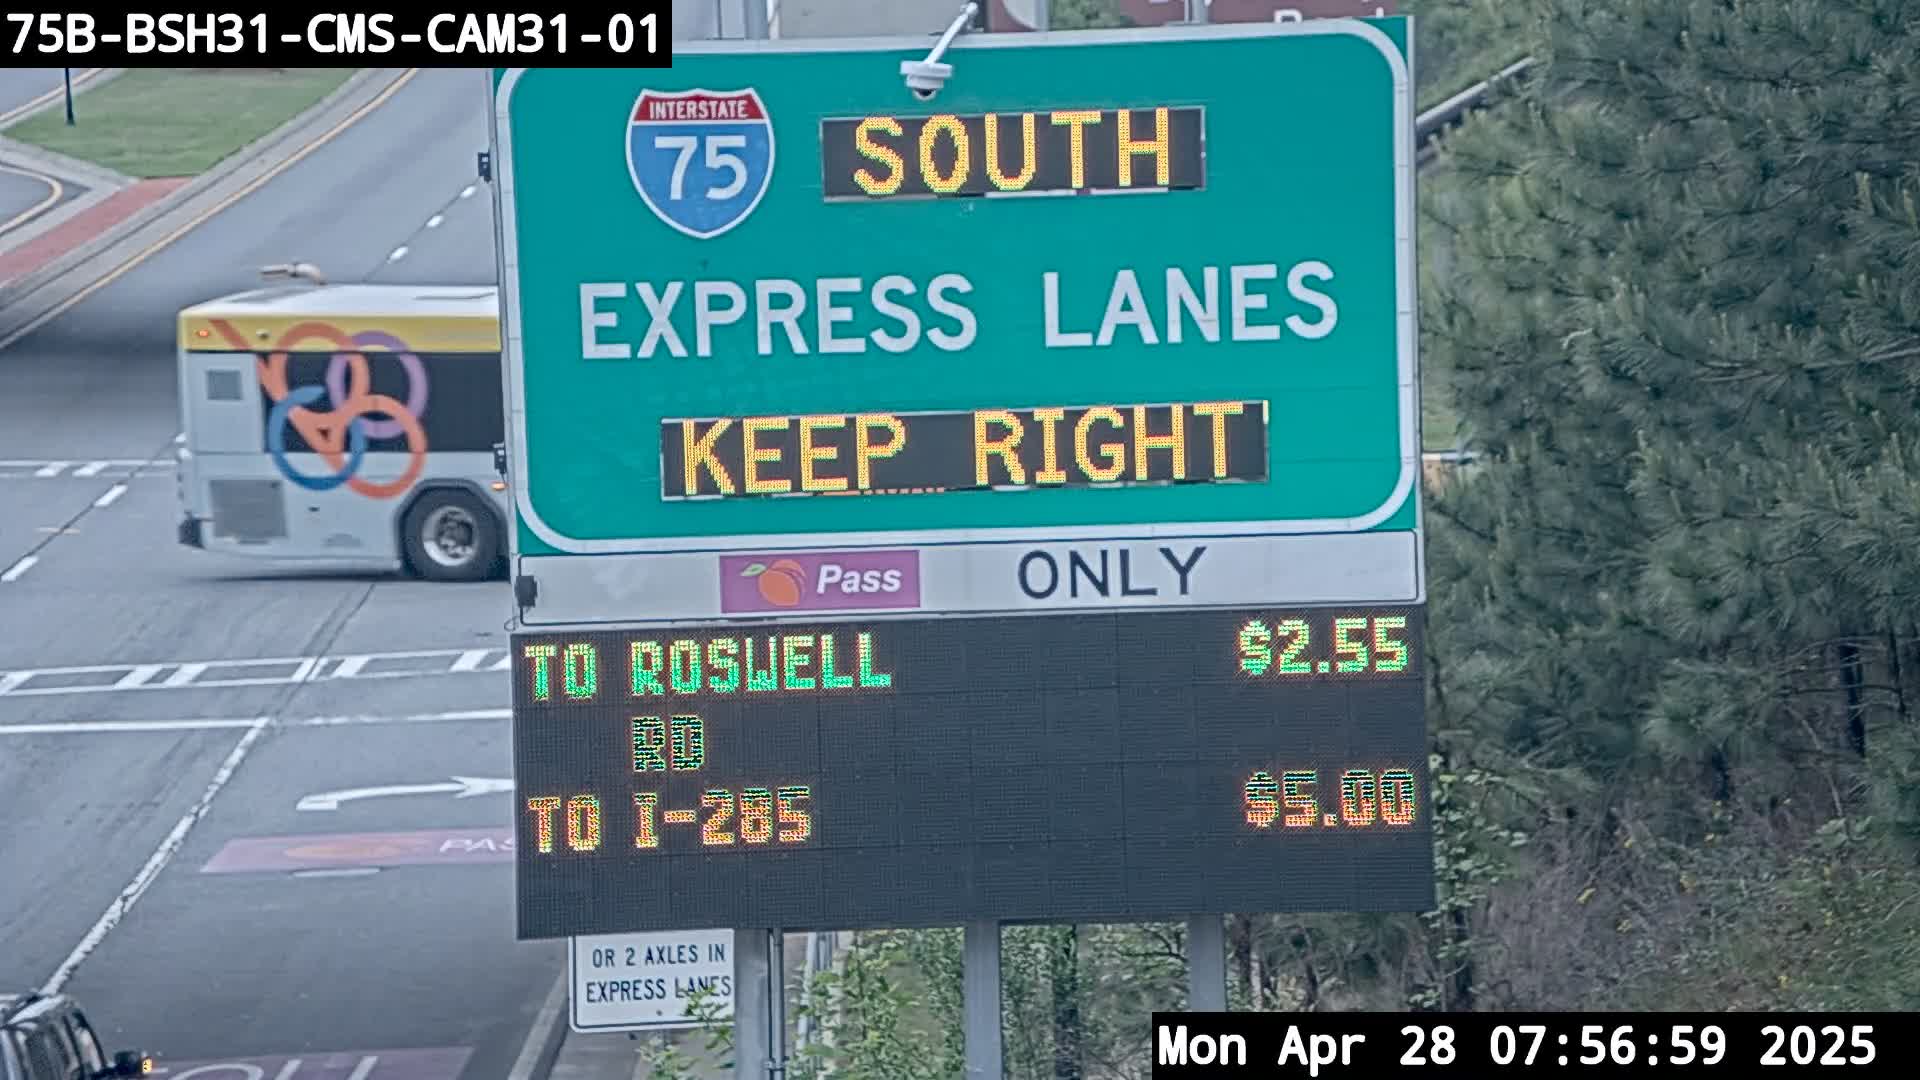 75B-BSH31-CMS-CAM31-01
INTERSTATE
75
SOUTH
EXPRESS LANES
KEEP RIGHT
Pass ONLY
TO ROSWELL $2.55
RD
TO I-285 $5.00
OR 2 AXLES IN
EXPRESS LANES
Mon Apr 28 07:56:59 2025